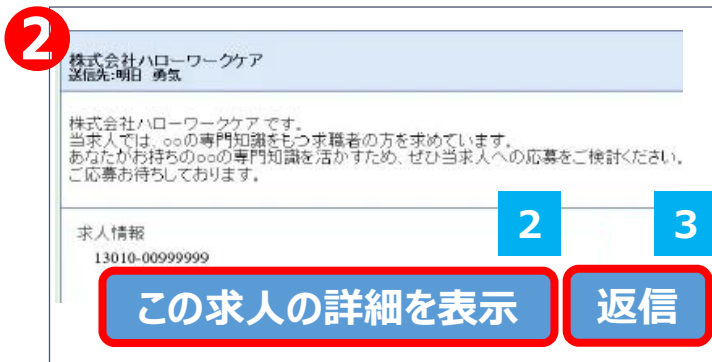 2
株式会社ハローワークケア
送信先:明日 勇気
株式会社ハローワークケア です。
当求人では、○○の専門知識をもつ求職者の方を求めています。
あなたがお持ちの○○の専門知識を活かすため、ぜひ当求人への応募をご検討ください。
ご応募お待ちしております。
求人情報
13010-00999999
2
3
この求人の詳細を表示
返信